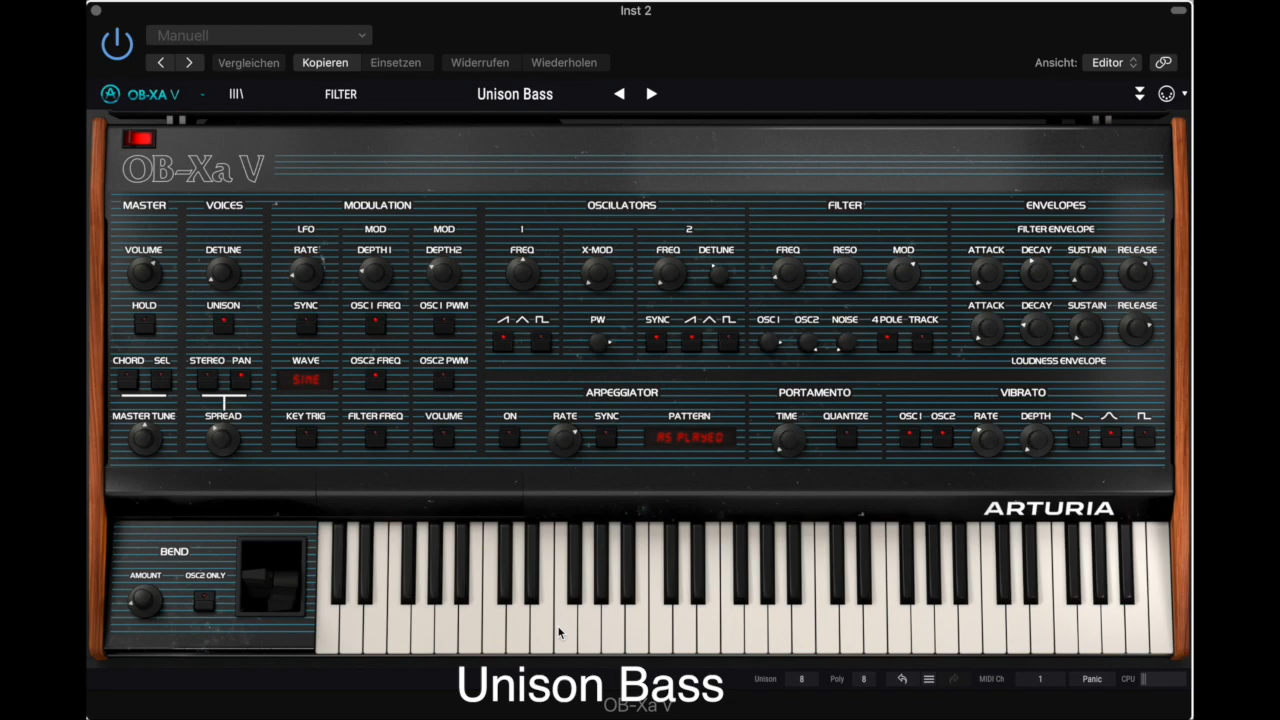 Inst 2
Manuell
Vergleichen Kopieren Einsetzen Widerrufen Wiederholen Ansicht: Editor
OB-XA V FILTER Unison Bass
OB-Xa V
MASTER VOICES MODULATION OSCILLATORS FILTER ENVELOPES
LFO MOD MOD 1 2 FILTER ENVELOPE
VOLUME DETUNE RATE DEPTH1 DEPTH2 FREQ X-MOD FREQ DETUNE FREQ RESO MOD ATTACK DECAY SUSTAIN RELEASE
HOLD UNISON SYNC OSC1 FREQ OSC1 PWM ATTACK DECAY SUSTAIN RELEASE
PW SYNC OSC1 OSC2 NOISE 4 POLE TRACK
CHORD SEL STEREO PAN WAVE OSC2 FREQ OSC2 PWM LOUDNESS ENVELOPE
SINE
ARPEGGIATOR PORTAMENTO VIBRATO
MASTER TUNE SPREAD KEY TRIG FILTER FREQ VOLUME ON RATE SYNC PATTERN TIME QUANTIZE OSC1 OSC2 RATE DEPTH
AS PLAYED
ARTURIA
BEND
AMOUNT OSC2 ONLY
Unison 8 Poly 8 MIDI Ch 1 Panic CPU
Unison Bass
OB-Xa V